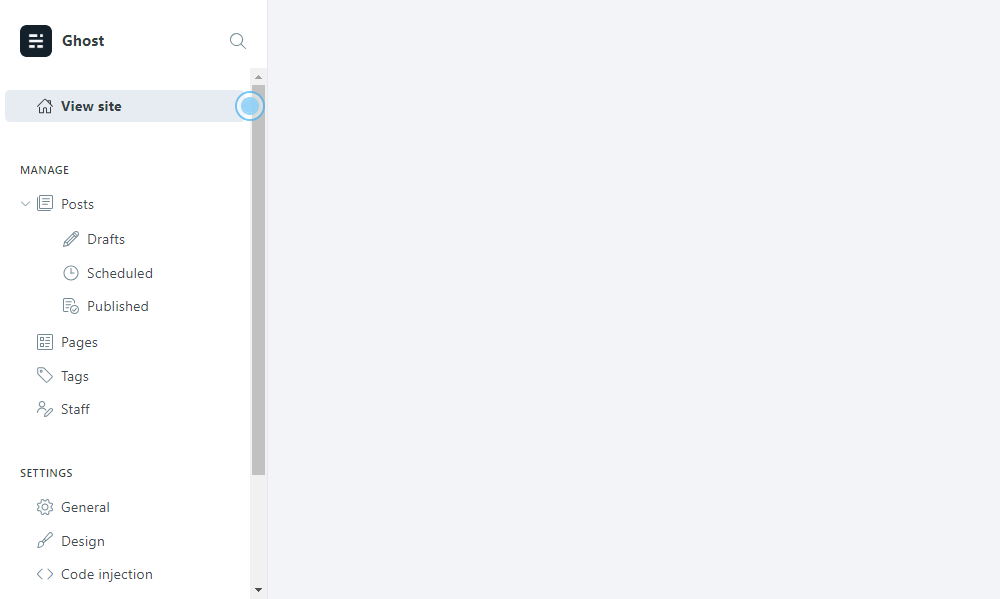 Ghost
View site
MANAGE
Posts
Drafts
Scheduled
Published
Pages
Tags
Staff
SETTINGS
General
Design
Code injection